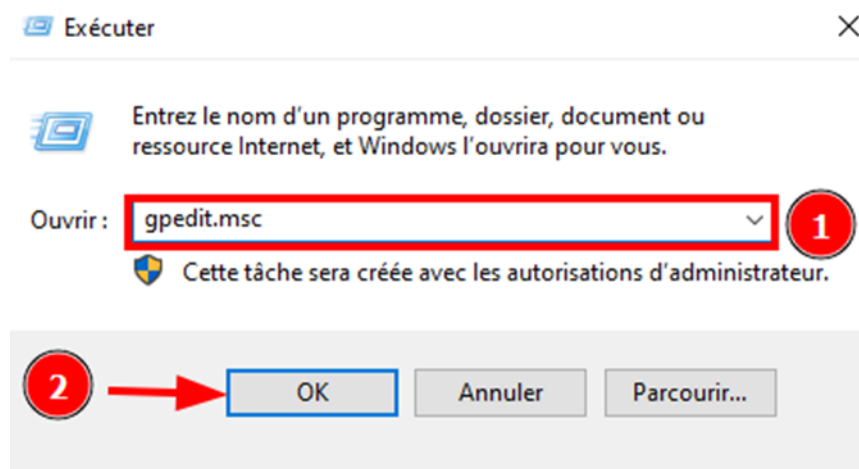 Exécuter
Entrez le nom d'un programme, dossier, document ou
ressource Internet, et Windows l'ouvrira pour vous.
Ouvrir : gpedit.msc 1
Cette tâche sera créée avec les autorisations d'administrateur.
2 OK Annuler Parcourir...